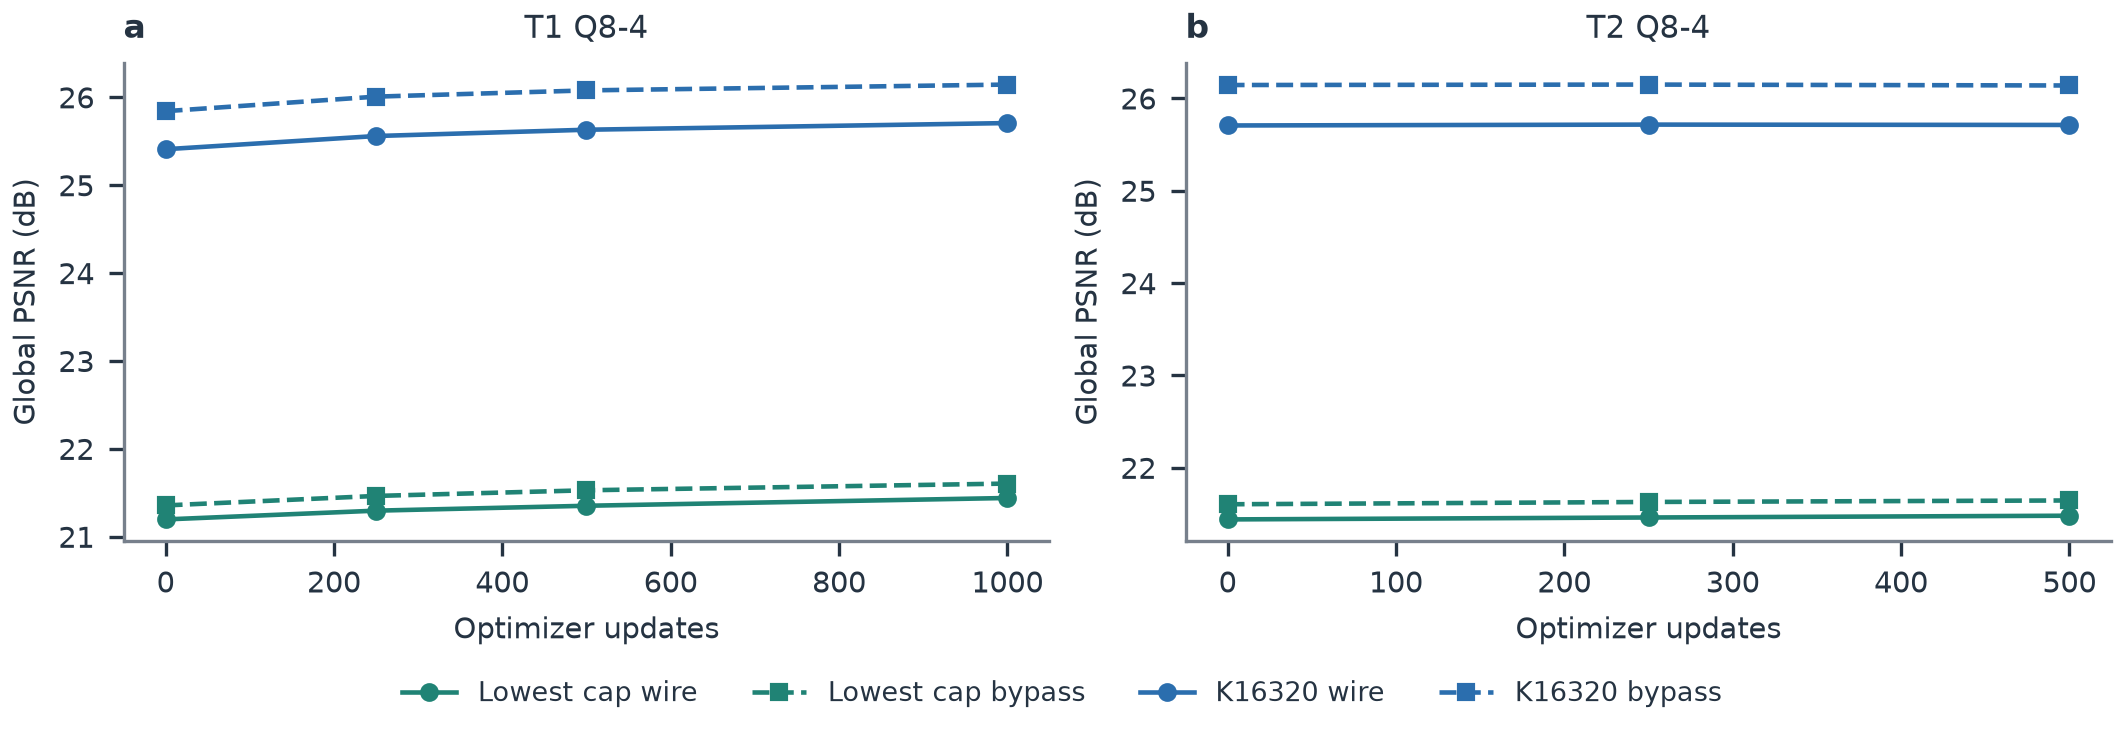 a
T1 Q8-4
26
25
24
23
22
21
Global PSNR (dB)
0 200 400 600 800 1000
Optimizer updates
b
T2 Q8-4
26
25
24
23
22
Global PSNR (dB)
0 100 200 300 400 500
Optimizer updates
Lowest cap wire Lowest cap bypass K16320 wire K16320 bypass